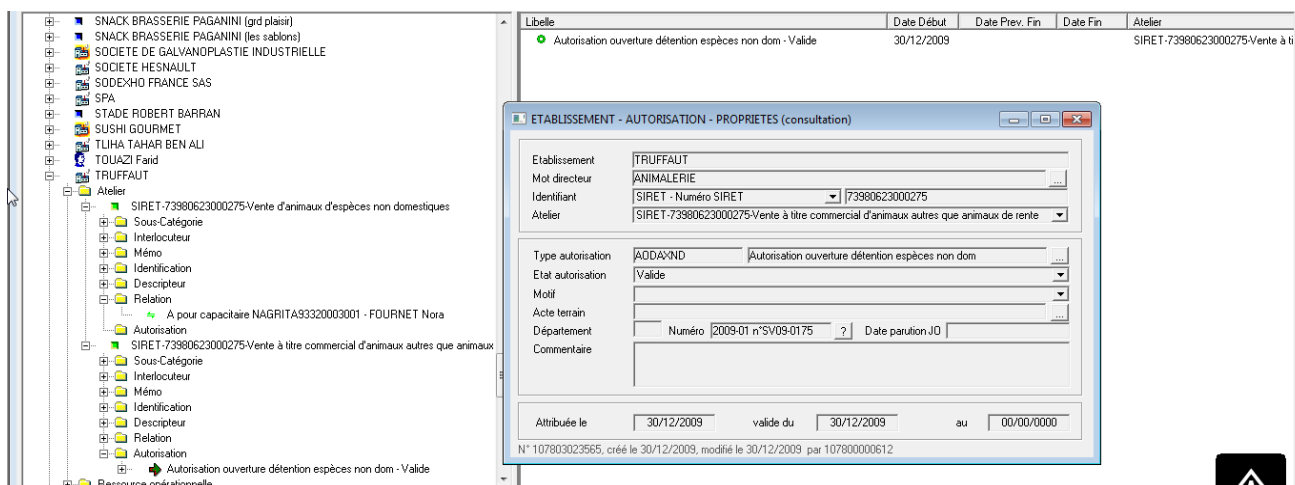 SNACK BRASSERIE PAGANINI (grd plaisir)
SNACK BRASSERIE PAGANINI (les sablons)
SOCIETE DE GALVANOPLASTIE INDUSTRIELLE
SOCIETE HESNAULT
SODEXHO FRANCE SAS
SPA
STADE ROBERT BARRAN
SUSHI GOURMET
TLIHA TAHAR BEN ALI
TOUAZI Farid
TRUFFAUT
Atelier
SIRET-73980623000275-Vente d'animaux d'espèces non domestiques
Sous-Catégorie
Interlocuteur
Mémo
Identification
Descripteur
Relation
A pour capacitaire NAGRITA93320003001 - FOURNET Nora
Autorisation
SIRET-73980623000275-Vente à titre commercial d'animaux autres que animaux
Sous-Catégorie
Interlocuteur
Mémo
Identification
Descripteur
Relation
Autorisation
Autorisation ouverture détention espèces non dom - Valide
Ressource opérationnelle
Libelle Date Début Date Prev. Fin Date Fin Atelier
Autorisation ouverture détention espèces non dom - Valide 30/12/2009 SIRET-73980623000275-Vente à ti
ETABLISSEMENT - AUTORISATION - PROPRIETES (consultation)
Etablissement TRUFFAUT
Mot directeur ANIMALERIE ...
Identifiant SIRET - Numéro SIRET 73980623000275
Atelier SIRET-73980623000275-Vente à titre commercial d'animaux autres que animaux de rente
Type autorisation AODAXND Autorisation ouverture détention espèces non dom ...
Etat autorisation Valide
Motif
Acte terrain ...
Département Numéro 2009-01 n°SV09-0175 ? Date parution JO
Commentaire
Attribuée le 30/12/2009 valide du 30/12/2009 au 00/00/0000
N° 107803023565, créé le 30/12/2009, modifié le 30/12/2009 par 107800000612